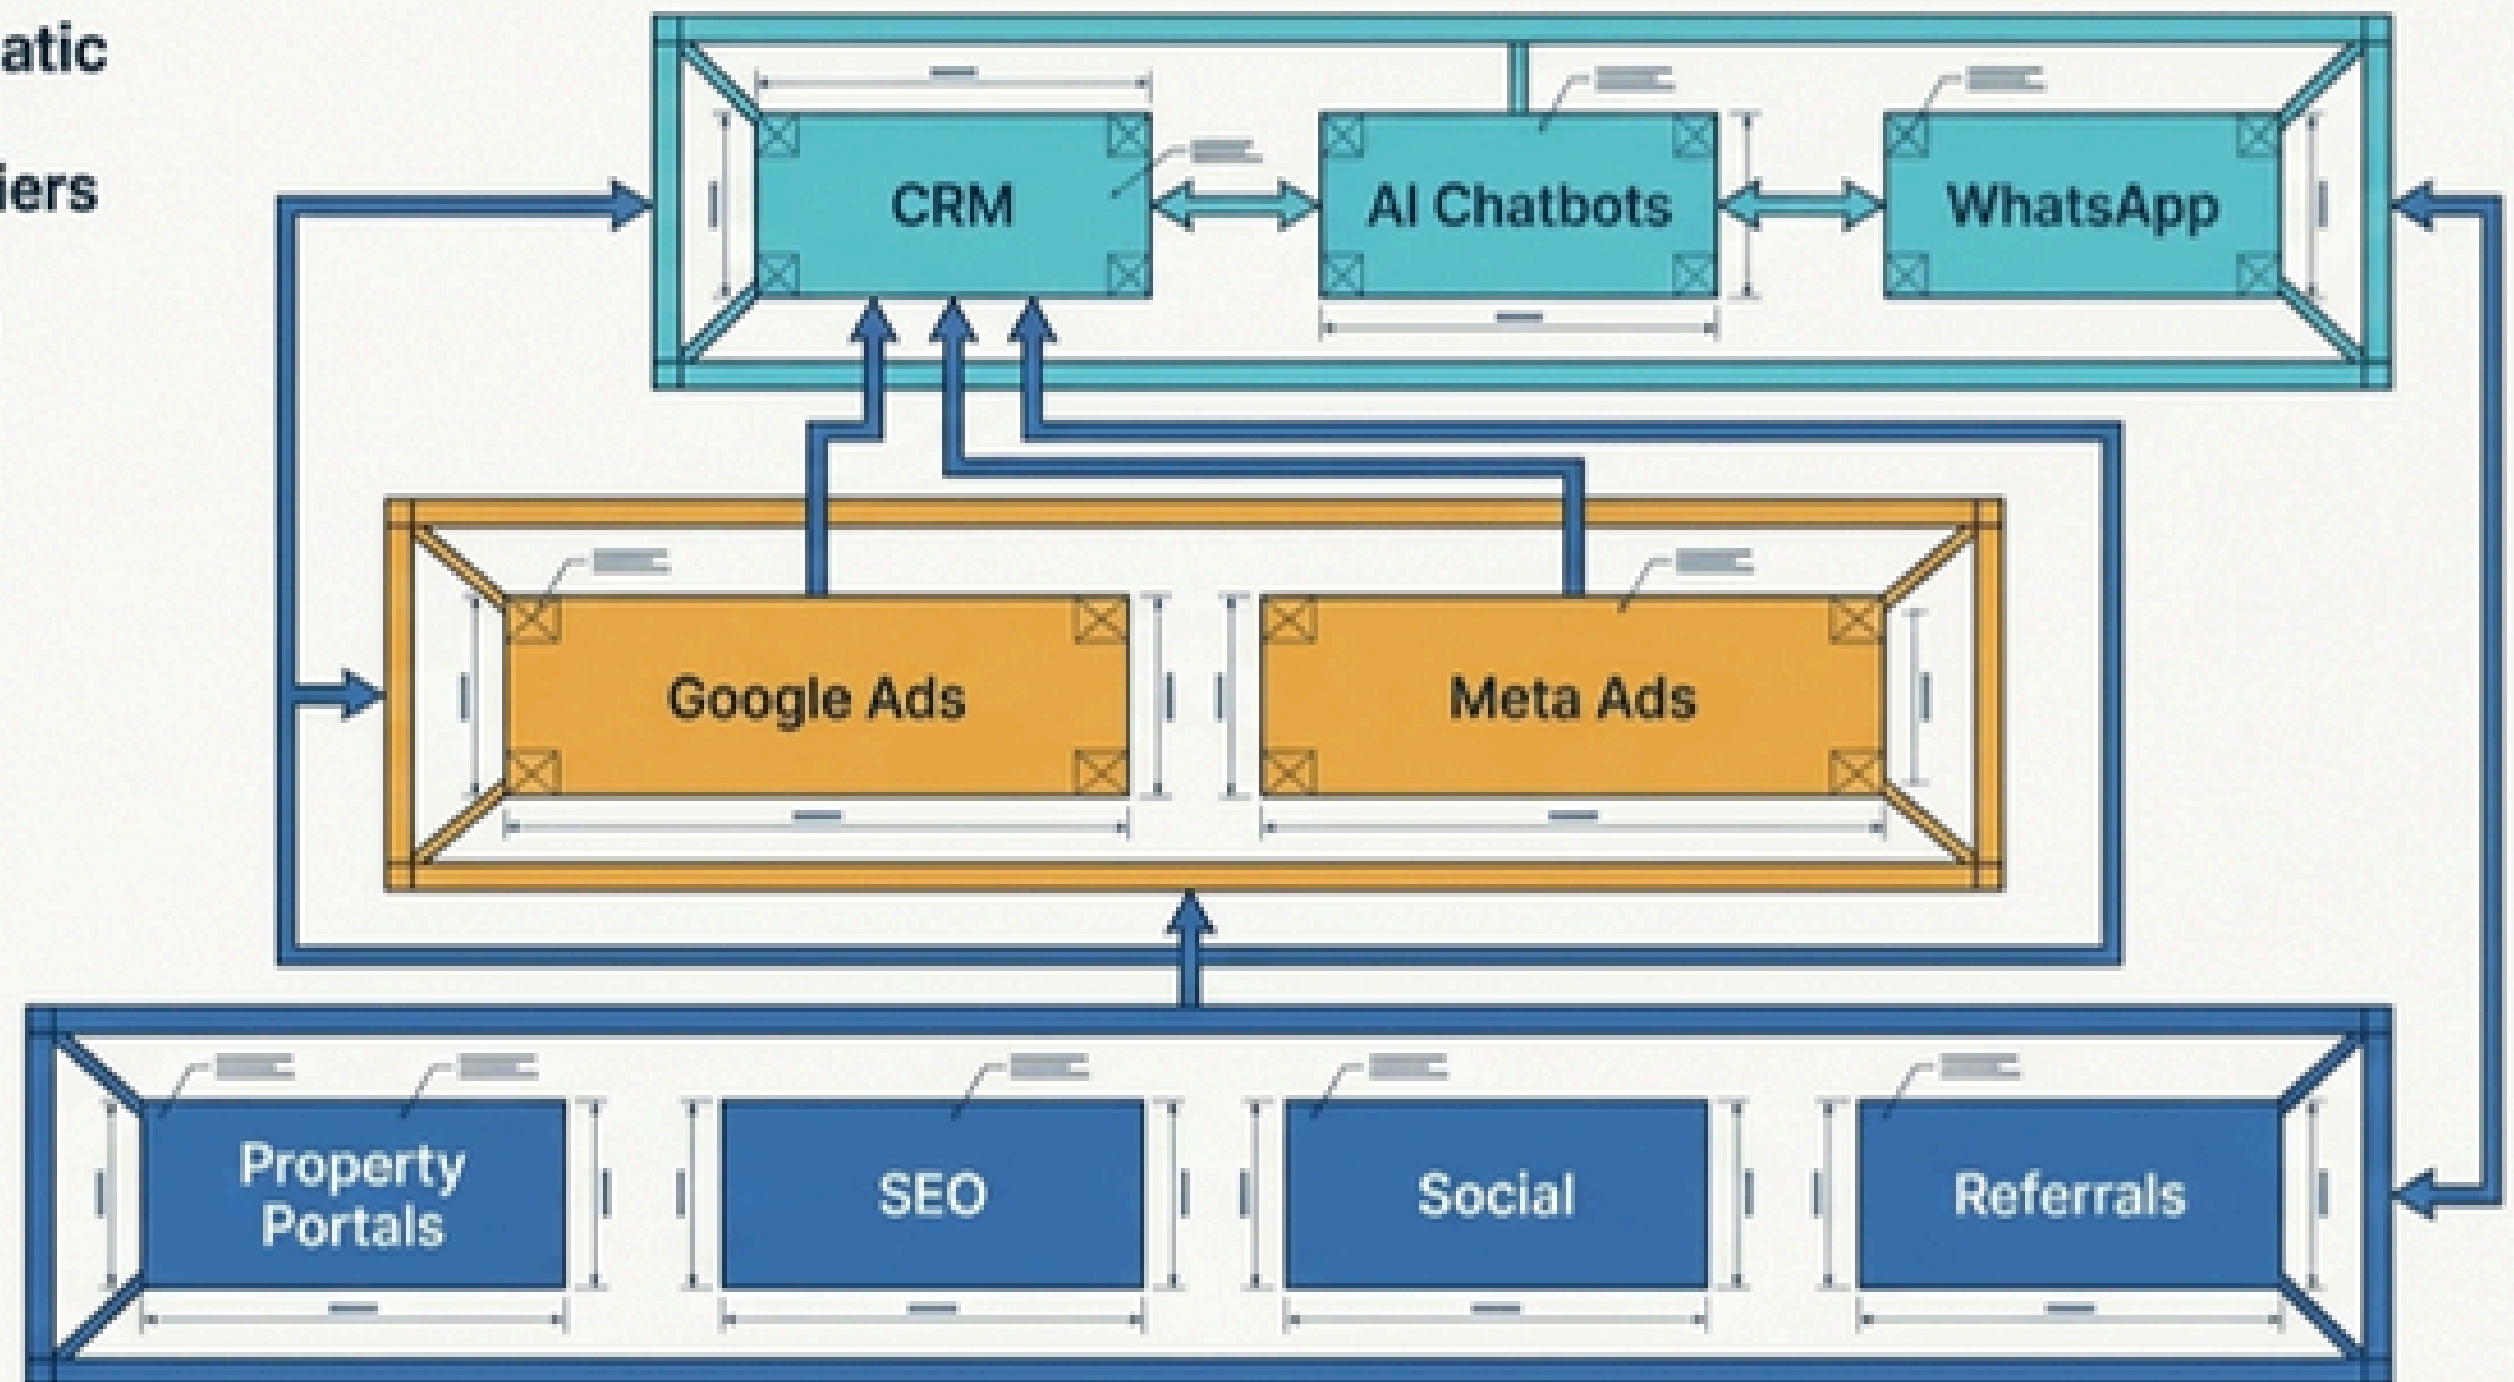 atic
iers
CRM
AI Chatbots
WhatsApp
Google Ads
Meta Ads
Property
Portals
SEO
Social
Referrals